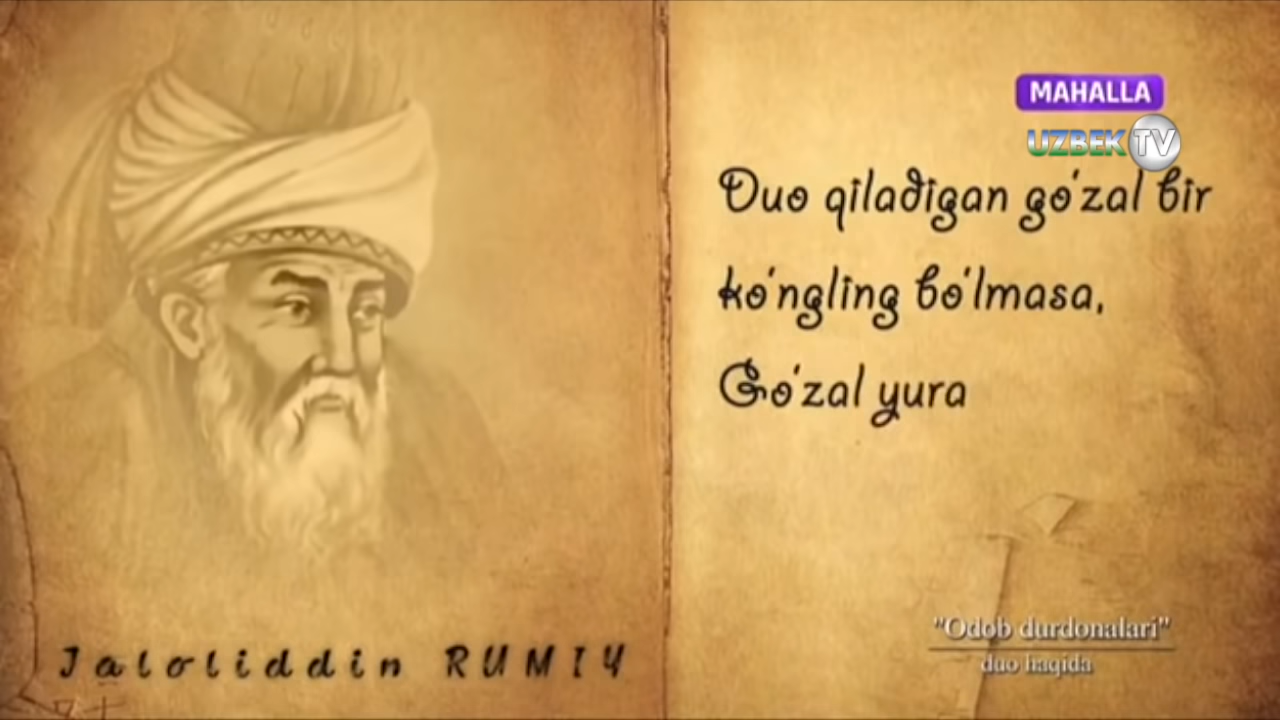 MAHALLA
UZBEK TV
Duo qiladigan go'zal bir
ko'ngling bo'lmasa,
Go'zal yura
Jaloliddin RUMIY
"Odob durdonalari"
duo haqida